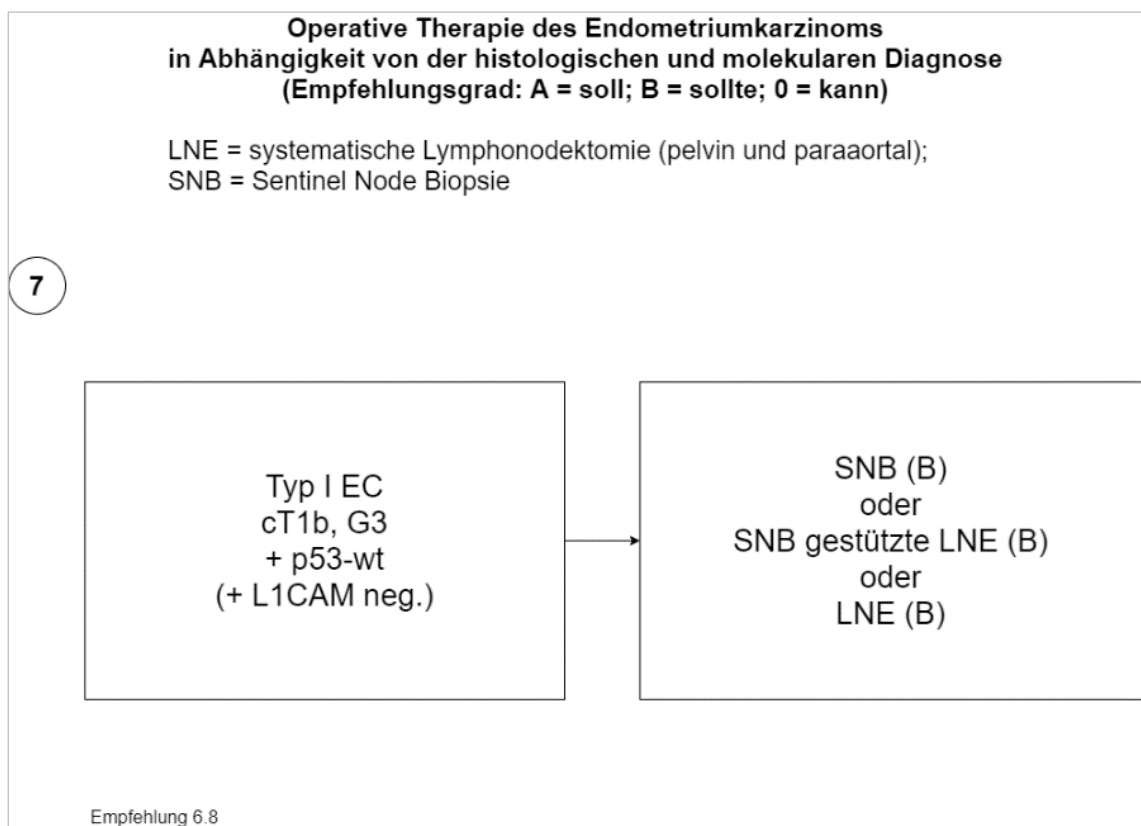 Operative Therapie des Endometriumkarzinoms
in Abhängigkeit von der histologischen und molekularen Diagnose
(Empfehlungsgrad: A = soll; B = sollte; 0 = kann)
LNE = systematische Lymphonodektomie (pelvin und paraaortal);
SNB = Sentinel Node Biopsie
7
Typ I EC
cT1b, G3
+ p53-wt
(+ L1CAM neg.)
SNB (B)
oder
SNB gestützte LNE (B)
oder
LNE (B)
Empfehlung 6.8